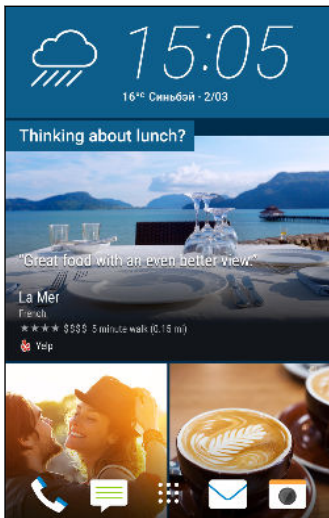 15:05
16°C Синьбэй - 2/03
Thinking about lunch?
"Great food with an even better view."
La Mer
French
★★★★ $$$$ 5 minute walk (0.15 mi)
Yelp